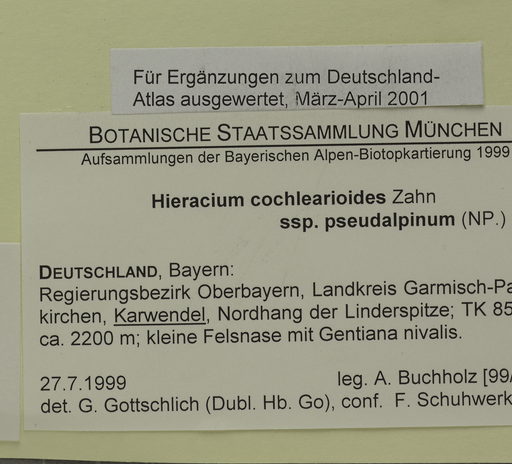 Für Ergänzungen zum Deutschland-
Atlas ausgewertet, März-April 2001
BOTANISCHE STAATSSAMMLUNG MÜNCHEN
Aufsammlungen der Bayerischen Alpen-Biotopkartierung 1999
Hieracium cochlearioides Zahn
ssp. pseudalpinum (NP.)
DEUTSCHLAND, Bayern:
Regierungsbezirk Oberbayern, Landkreis Garmisch-Pa
kirchen, Karwendel, Nordhang der Linderspitze; TK 85
ca. 2200 m; kleine Felsnase mit Gentiana nivalis.
27.7.1999 leg. A. Buchholz [99/
det. G. Gottschlich (Dubl. Hb. Go), conf. F. Schuhwerk